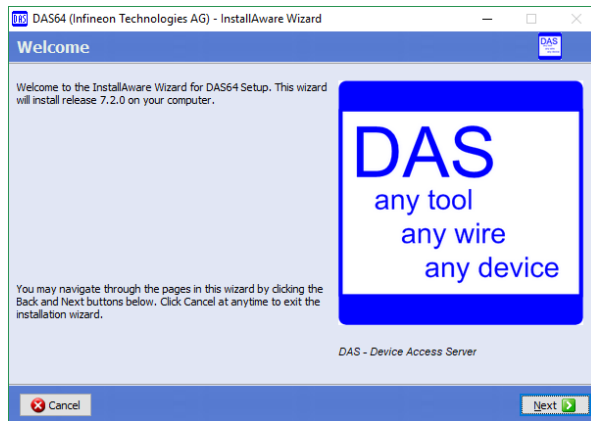 DAS DAS64 (Infineon Technologies AG) - InstallAware Wizard
Welcome
DAS
Welcome to the InstallAware Wizard for DAS64 Setup. This wizard
will install release 7.2.0 on your computer.
DAS
any tool
any wire
any device
You may navigate through the pages in this wizard by clicking the
Back and Next buttons below. Click Cancel at anytime to exit the
installation wizard.
DAS - Device Access Server
Cancel
Next